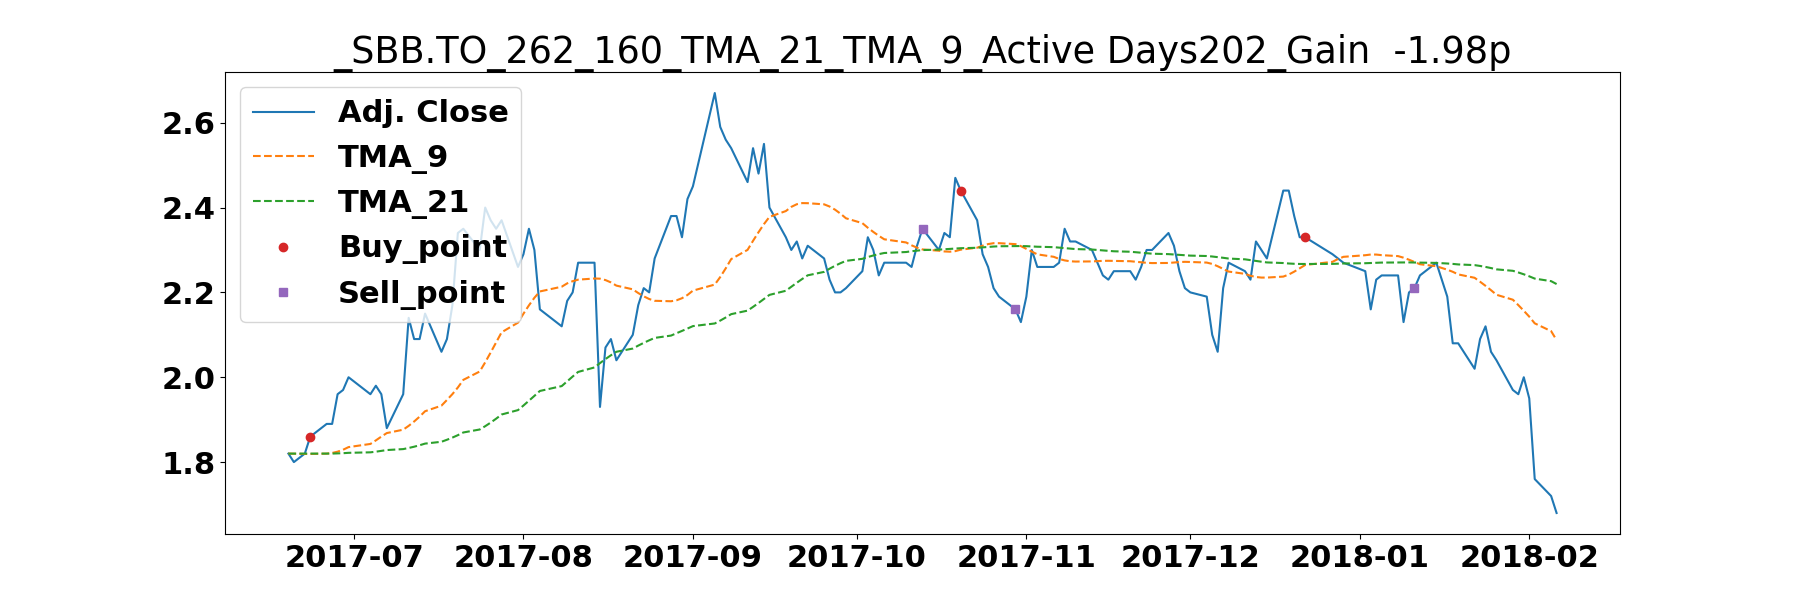 _SBB.TO_262_160_TMA_21_TMA_9_Active Days202_Gain  -1.98p
Adj. Close
TMA_9
TMA_21
Buy_point
Sell_point
2.6
2.4
2.2
2.0
1.8
2017-07 2017-08 2017-09 2017-10 2017-11 2017-12 2018-01 2018-02